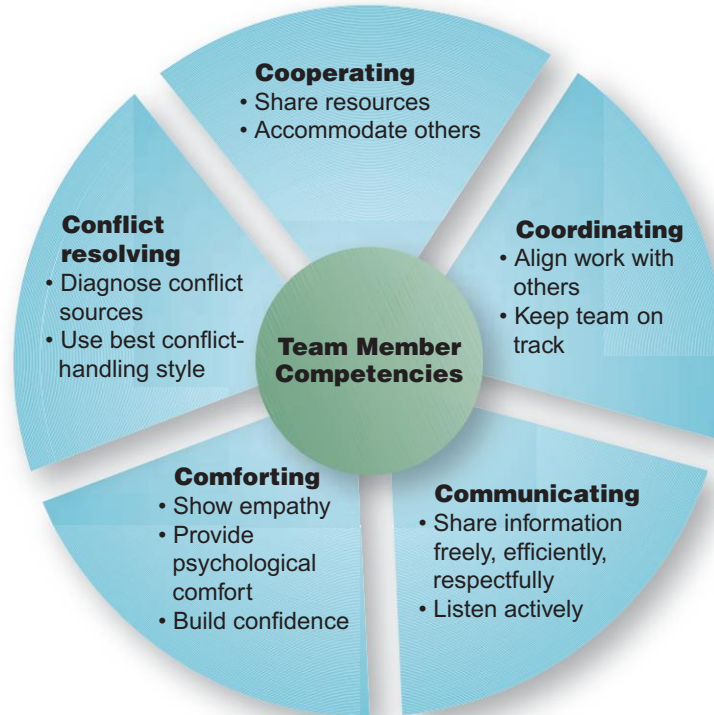 Cooperating
• Share resources
• Accommodate others
Coordinating
• Align work with
others
• Keep team on
track
Communicating
• Share information
freely, efficiently,
respectfully
• Listen actively
Comforting
• Show empathy
• Provide
psychological
comfort
• Build confidence
Conflict
resolving
• Diagnose conflict
sources
• Use best conflict-
handling style
Team Member
Competencies